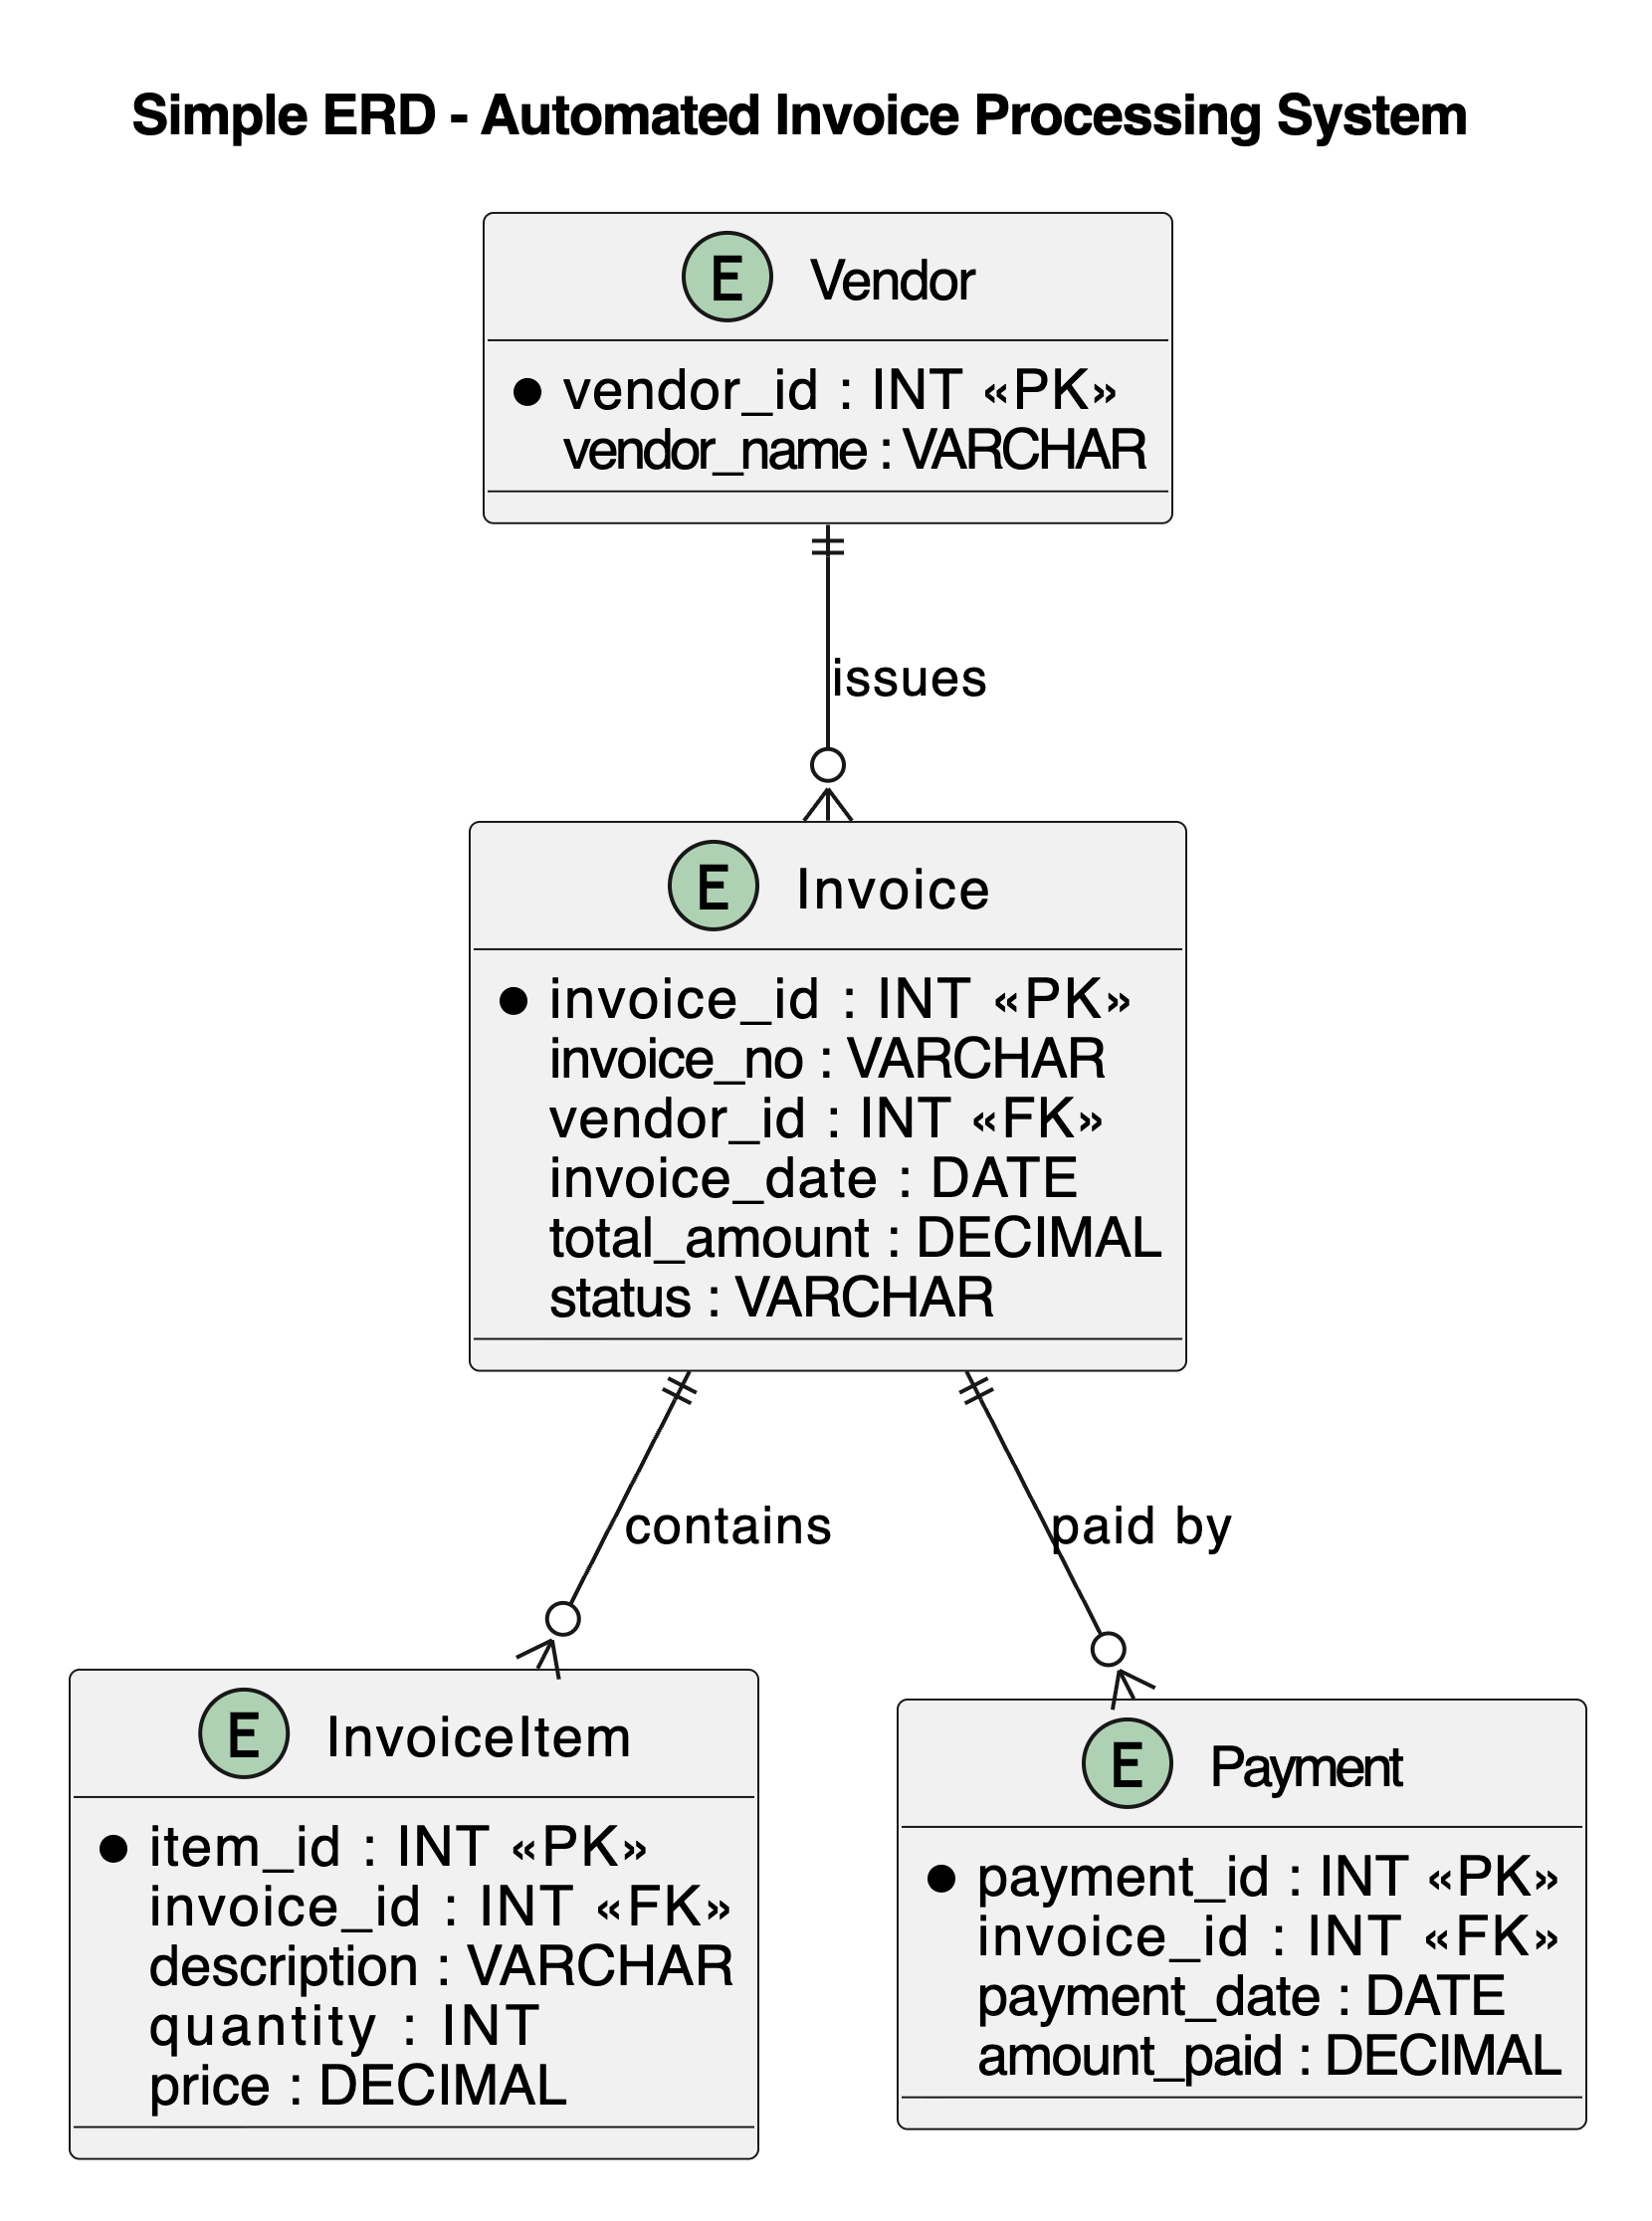 Simple ERD - Automated Invoice Processing System
E Vendor
vendor_id : INT «PK»
vendor_name : VARCHAR
issues
E Invoice
invoice_id : INT «PK»
invoice_no : VARCHAR
vendor_id : INT «FK»
invoice_date : DATE
total_amount : DECIMAL
status : VARCHAR
contains
paid by
E InvoiceItem
item_id : INT «PK»
invoice_id : INT «FK»
description : VARCHAR
quantity : INT
price : DECIMAL
E Payment
payment_id : INT «PK»
invoice_id : INT «FK»
payment_date : DATE
amount_paid : DECIMAL